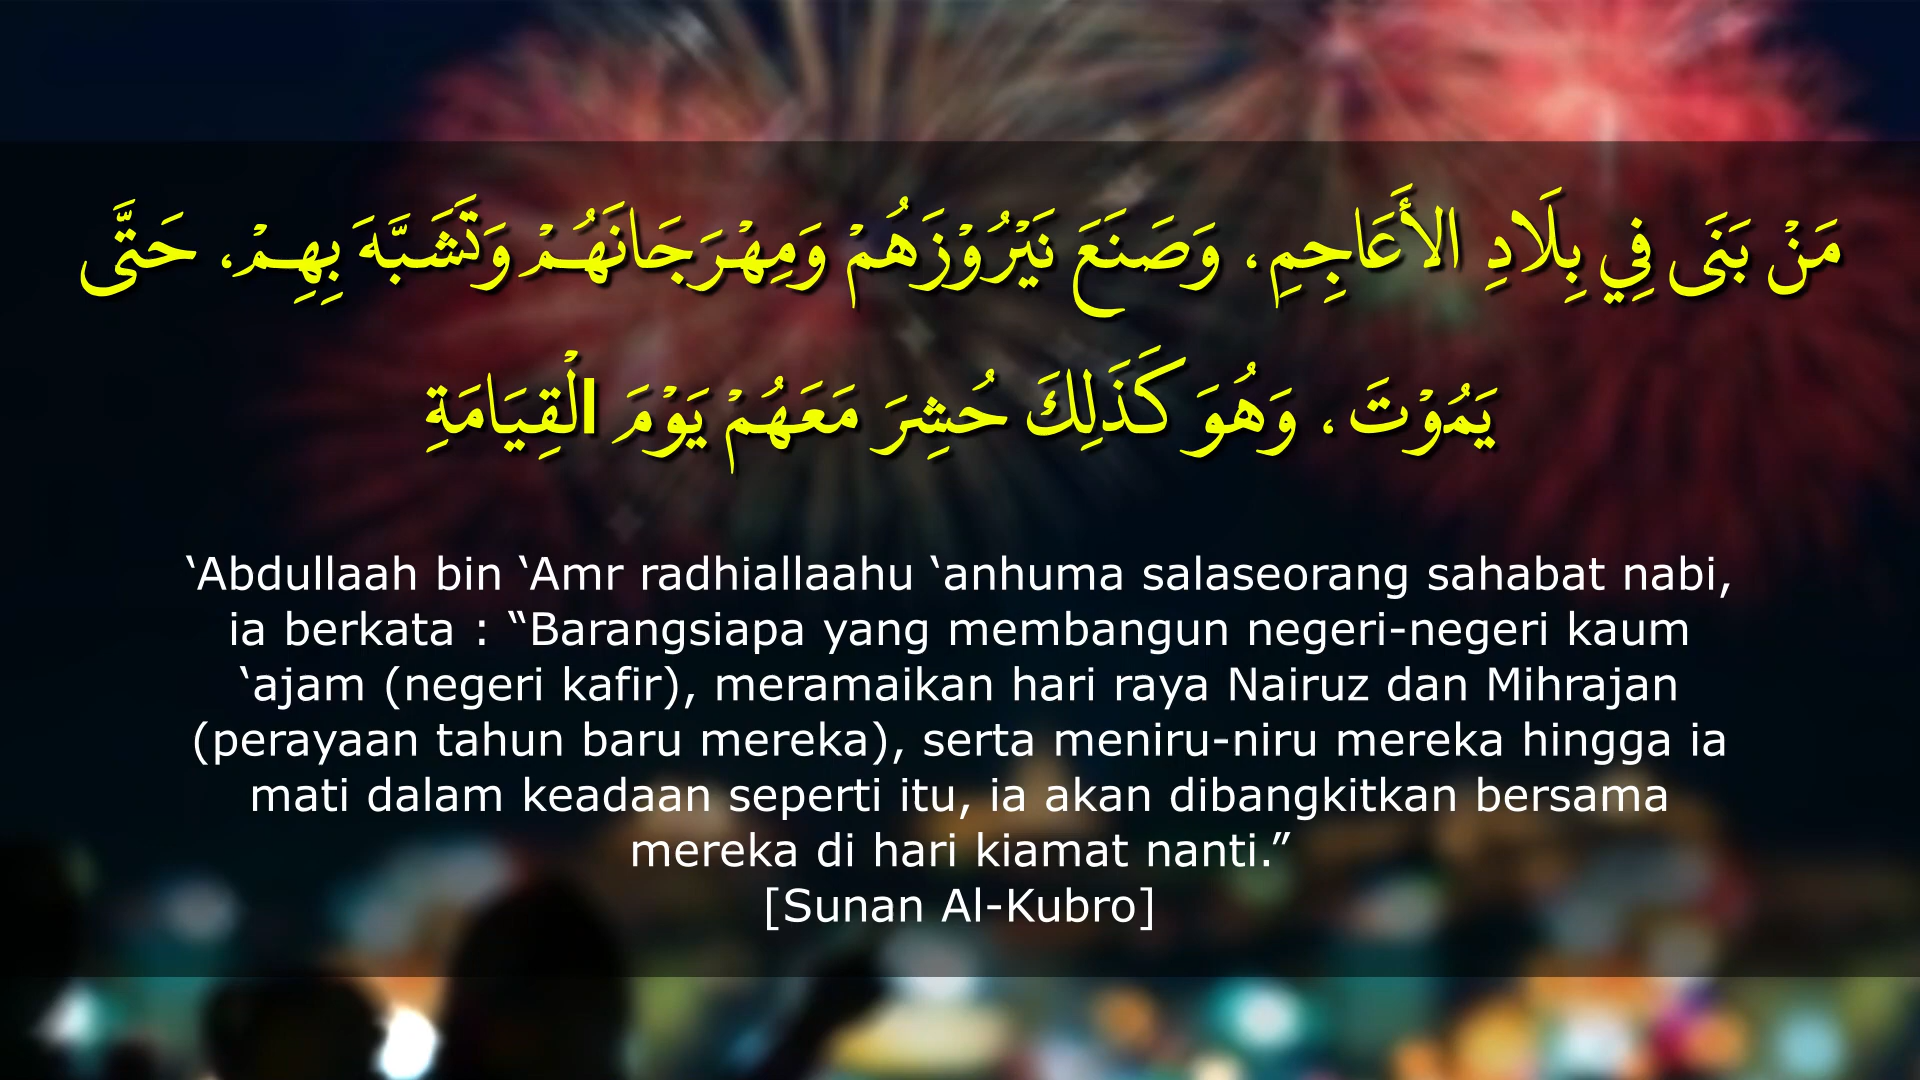 مَنْ بَنَى فِي بِلَادِ الأَعَاجِمِ، وَصَنَعَ نَيْرُوْزَهُمْ وَمِهْرَجَانَهُمْ وَتَشَبَّهَ بِهِمْ، حَتَّى
يَمُوْتَ، وَهُوَ كَذَلِكَ حُشِرَ مَعَهُمْ يَوْمَ الْقِيَامَةِ
‘Abdullaah bin ‘Amr radhiallaahu ‘anhuma salaseorang sahabat nabi,
ia berkata : “Barangsiapa yang membangun negeri-negeri kaum
‘ajam (negeri kafir), meramaikan hari raya Nairuz dan Mihrajan
(perayaan tahun baru mereka), serta meniru-niru mereka hingga ia
mati dalam keadaan seperti itu, ia akan dibangkitkan bersama
mereka di hari kiamat nanti.”
[Sunan Al-Kubro]